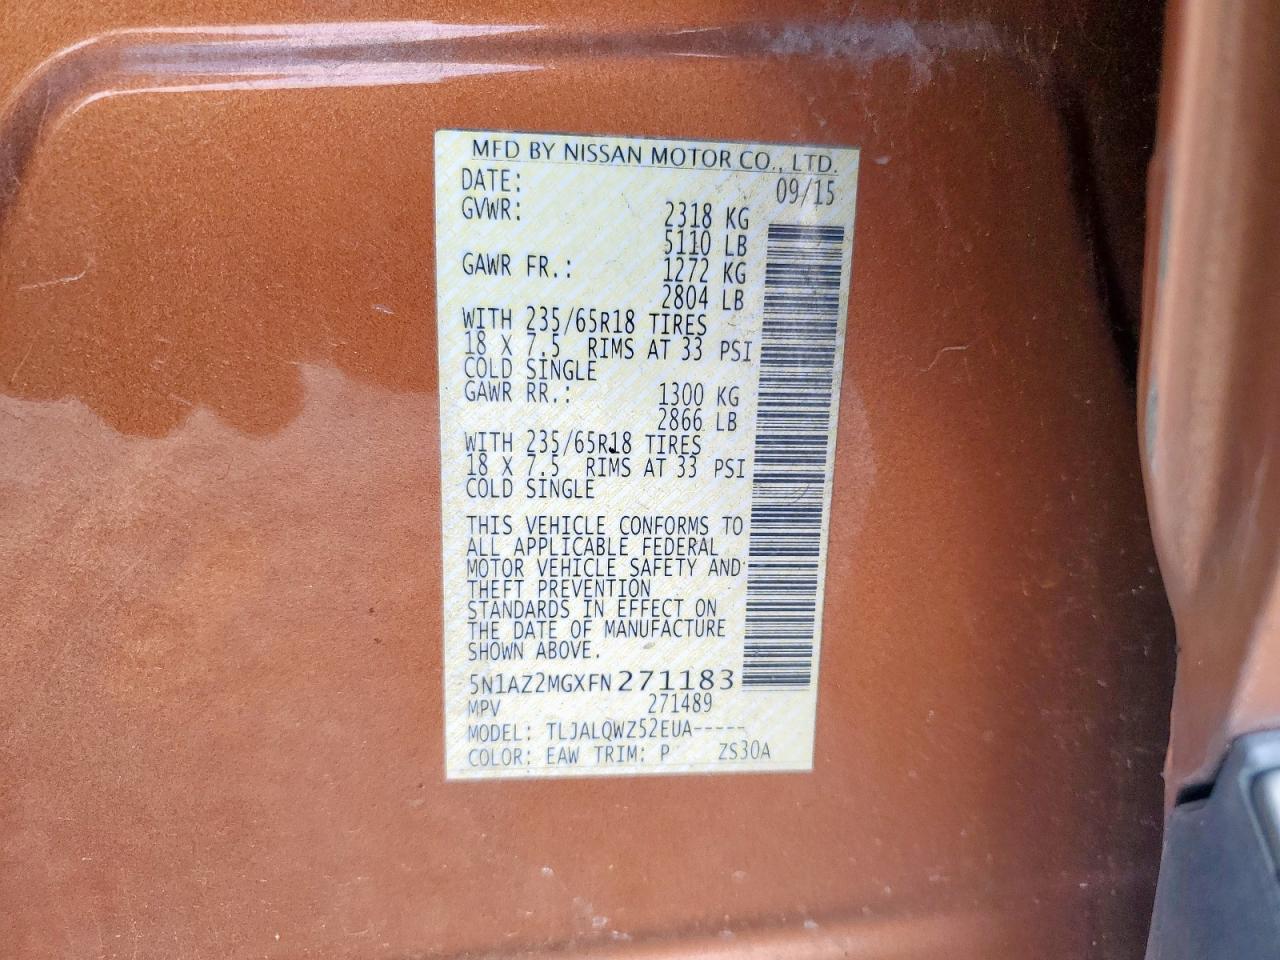 MFD BY NISSAN MOTOR CO., LTD.
DATE: 09/15
GVWR: 2318 KG
5110 LB
GAWR FR.: 1272 KG
2804 LB
WITH 235/65R18 TIRES
18 X 7.5 RIMS AT 33 PSI
COLD SINGLE
GAWR RR.: 1300 KG
2866 LB
WITH 235/65R18 TIRES
18 X 7.5 RIMS AT 33 PSI
COLD SINGLE
THIS VEHICLE CONFORMS TO
ALL APPLICABLE FEDERAL
MOTOR VEHICLE SAFETY AND
THEFT PREVENTION
STANDARDS IN EFFECT ON
THE DATE OF MANUFACTURE
SHOWN ABOVE.
5N1AZ2MGXFN271183
MPV 271489
MODEL: TLJALQWZ52EUA-----
COLOR: EAW TRIM: P ZS30A